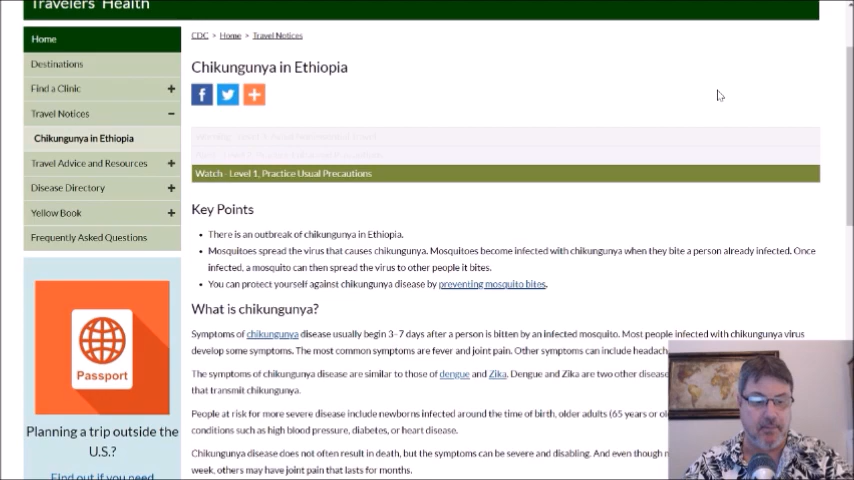 Travelers' Health
Home
Destinations
Find a Clinic +
Travel Notices −
Chikungunya in Ethiopia
Travel Advice and Resources +
Disease Directory +
Yellow Book +
Frequently Asked Questions
Passport
Planning a trip outside the
U.S.?
Find out if you need
CDC > Home > Travel Notices
Chikungunya in Ethiopia
Watch - Level 1, Practice Usual Precautions
Key Points
• There is an outbreak of chikungunya in Ethiopia.
• Mosquitoes spread the virus that causes chikungunya. Mosquitoes become infected with chikungunya when they bite a person already infected. Once
infected, a mosquito can then spread the virus to other people it bites.
• You can protect yourself against chikungunya disease by preventing mosquito bites.
What is chikungunya?
Symptoms of chikungunya disease usually begin 3–7 days after a person is bitten by an infected mosquito. Most people infected with chikungunya virus
develop some symptoms. The most common symptoms are fever and joint pain. Other symptoms can include headach
The symptoms of chikungunya disease are similar to those of dengue and Zika. Dengue and Zika are two other disease
that transmit chikungunya.
People at risk for more severe disease include newborns infected around the time of birth, older adults (65 years or ol
conditions such as high blood pressure, diabetes, or heart disease.
Chikungunya disease does not often result in death, but the symptoms can be severe and disabling. And even though
week, others may have joint pain that lasts for months.